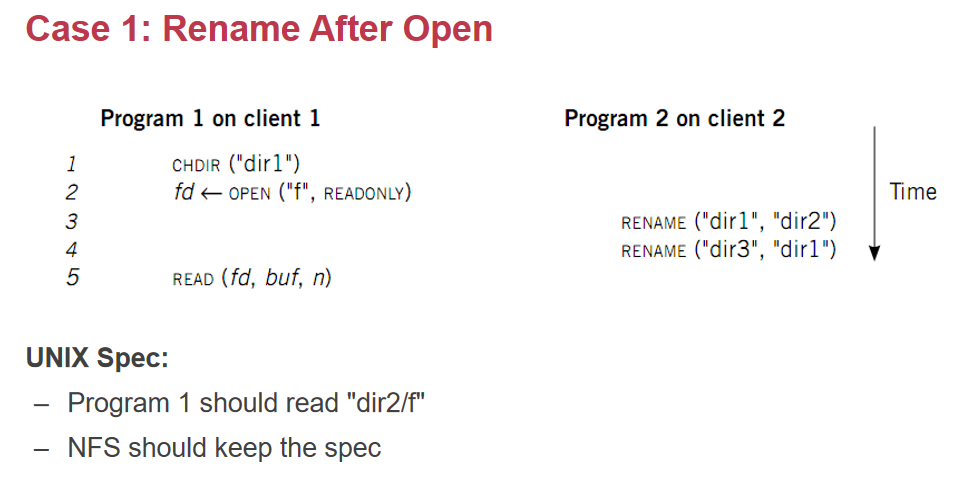 Case 1: Rename After Open
Program 1 on client 1 Program 2 on client 2
1 CHDIR ("dir1")
2 fd ← OPEN ("f", READONLY) Time
3 RENAME ("dir1", "dir2")
4 RENAME ("dir3", "dir1")
5 READ (fd, buf, n)
UNIX Spec:
– Program 1 should read "dir2/f"
– NFS should keep the spec